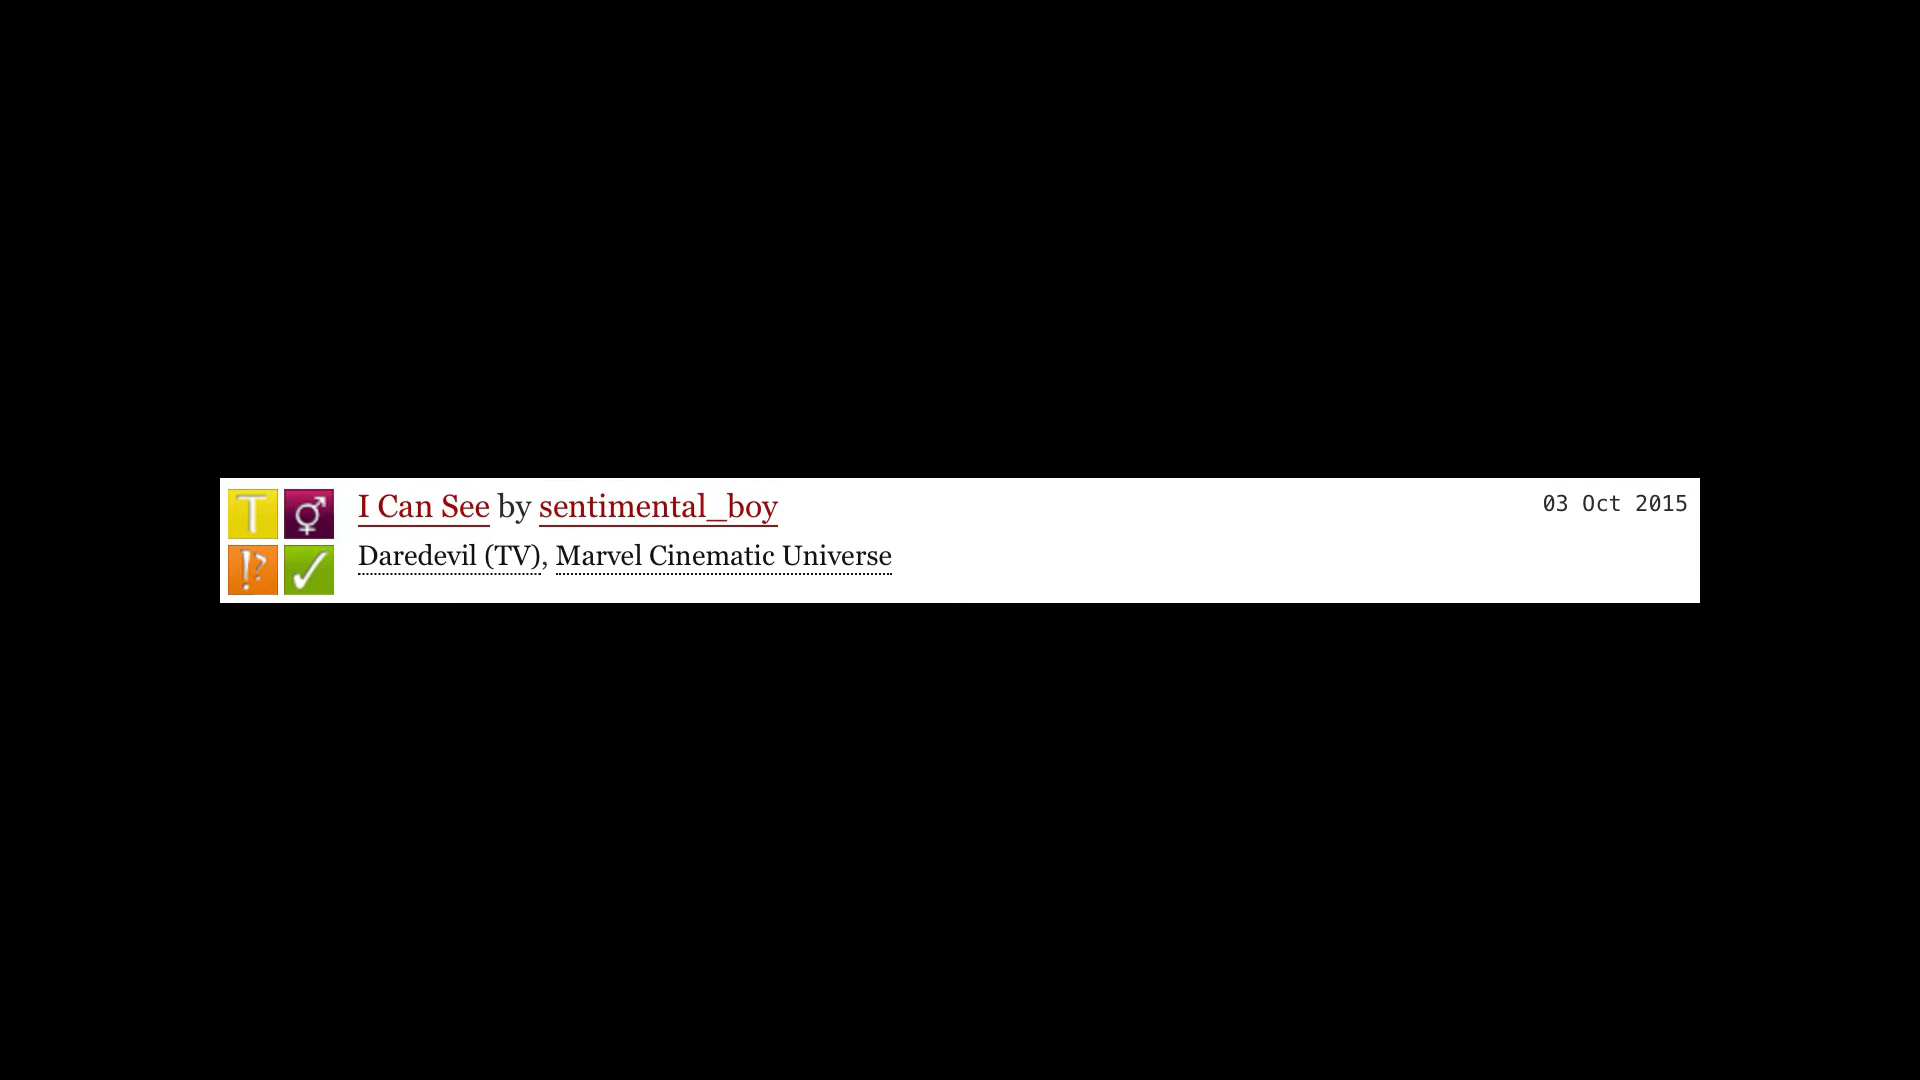 T
I Can See by sentimental_boy
03 Oct 2015
!?
Daredevil (TV), Marvel Cinematic Universe